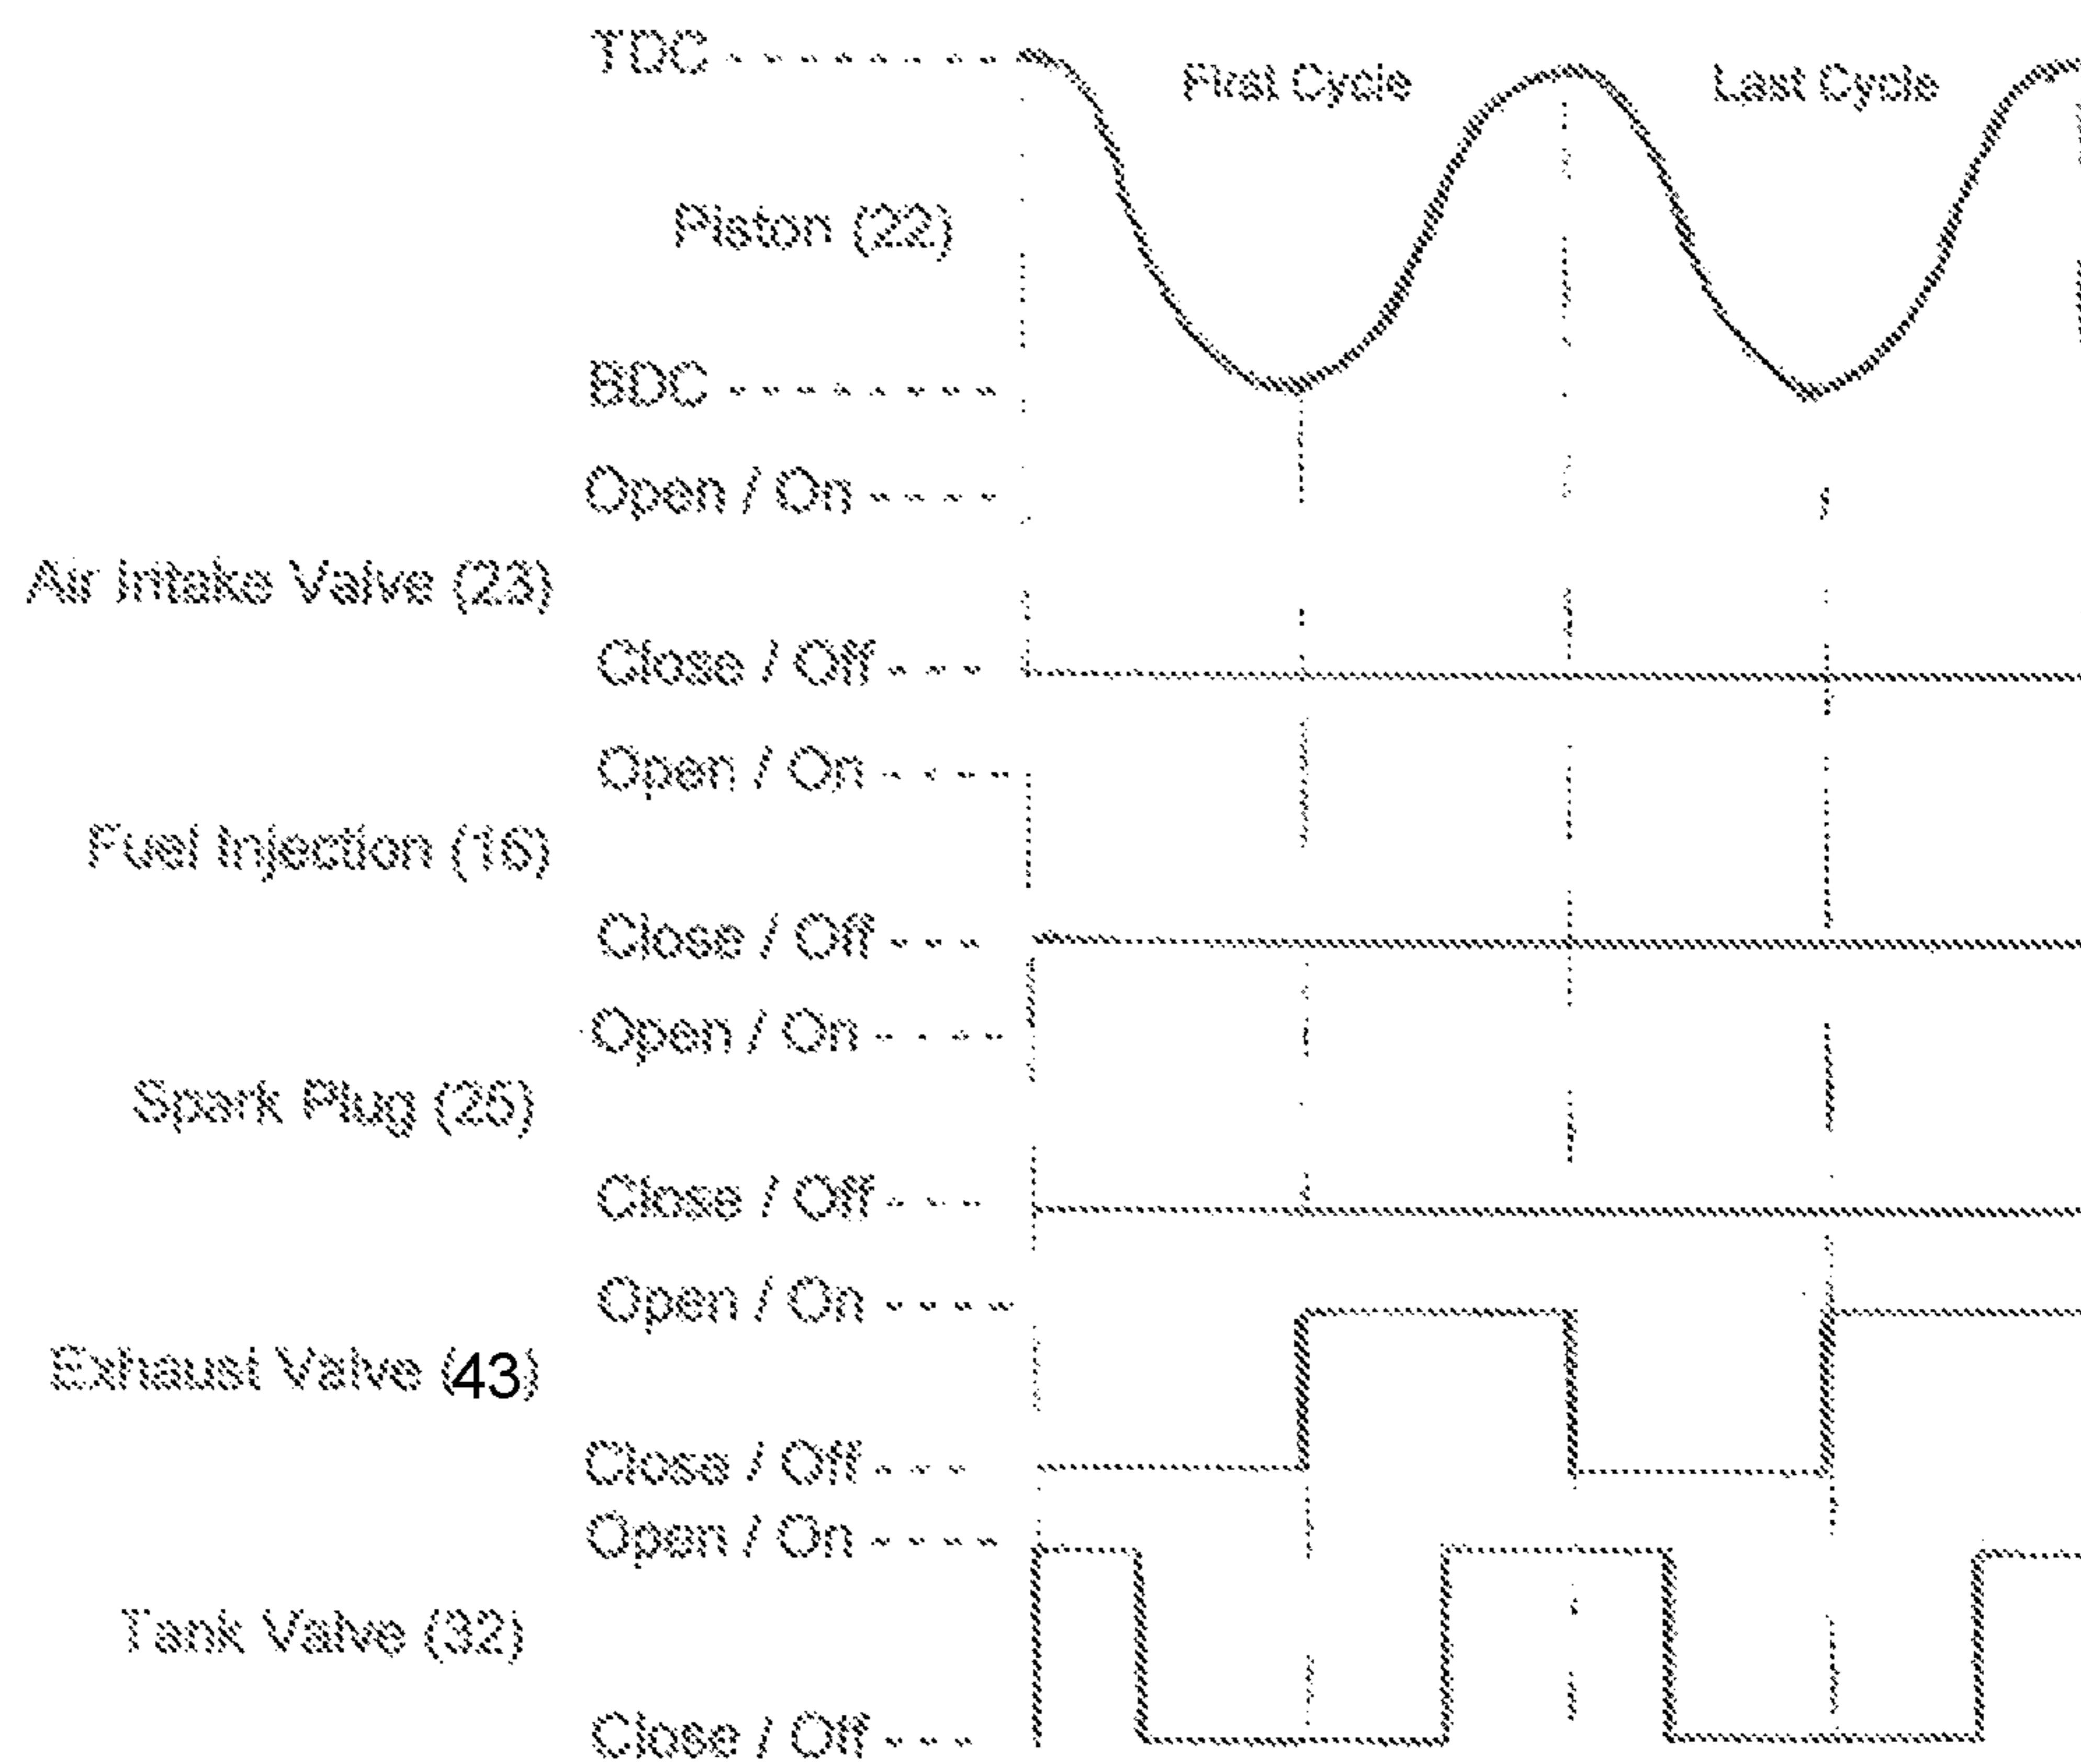 TDC
First Cycle
Last Cycle
Piston (22)
BDC
Open / On
Air Intake Valve (23)
Close / Off
Open / On
Fuel Injection (16)
Close / Off
Open / On
Spark Plug (25)
Close / Off
Open / On
Exhaust Valve (43)
Close / Off
Open / On
Tank Valve (32)
Close / Off